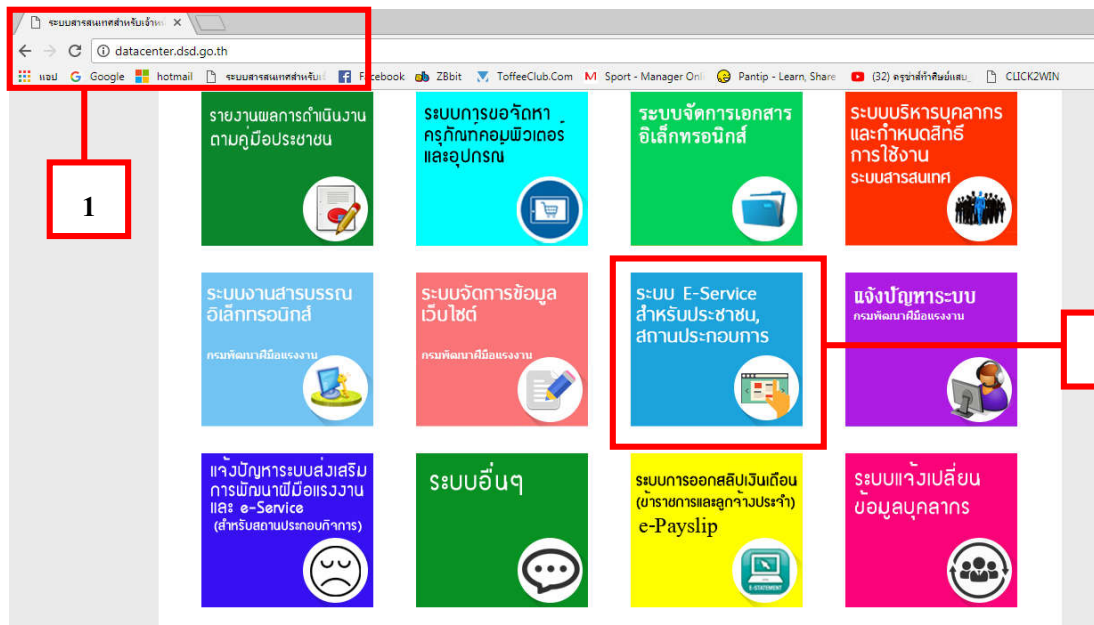 ระบบสารสนเทศสำหรับเจ้าหน้
datacenter.dsd.go.th
แอป Google hotmail ระบบสารสนเทศสำหรับเจ้ Facebook ZBbit ToffeeClub.Com Sport - Manager Onli Pantip - Learn, Share (32) CLICK2WIN
1
รายงานผลการดำเนินงาน
ตามคู่มือประชาชน
ระบบการขอจัดหา
ครุภัณฑ์คอมพิวเตอร์
และอุปกรณ์
ระบบจัดการเอกสาร
อิเล็กทรอนิกส์
ระบบบริหารบุคลากร
และกำหนดสิทธิ์
การใช้งาน
ระบบสารสนเทศ
ระบบงานสารบรรณ
อิเล็กทรอนิกส์
กรมพัฒนาฝีมือแรงงาน
ระบบจัดการข้อมูล
เว็บไซต์
กรมพัฒนาฝีมือแรงงาน
ระบบ E-Service
สำหรับประชาชน,
สถานประกอบการ
แจ้งปัญหาระบบ
กรมพัฒนาฝีมือแรงงาน
แจ้งปัญหาระบบส่งเสริม
การพัฒนาฝีมือแรงงาน
และ e-Service
(สำหรับสถานประกอบกิจการ)
ระบบอื่นๆ
ระบบการออกสลิปเงินเดือน
(ข้าราชการและลูกจ้างประจำ)
e-Payslip
E-STATEMENT
ระบบแจ้งเปลี่ยน
ข้อมูลบุคลากร